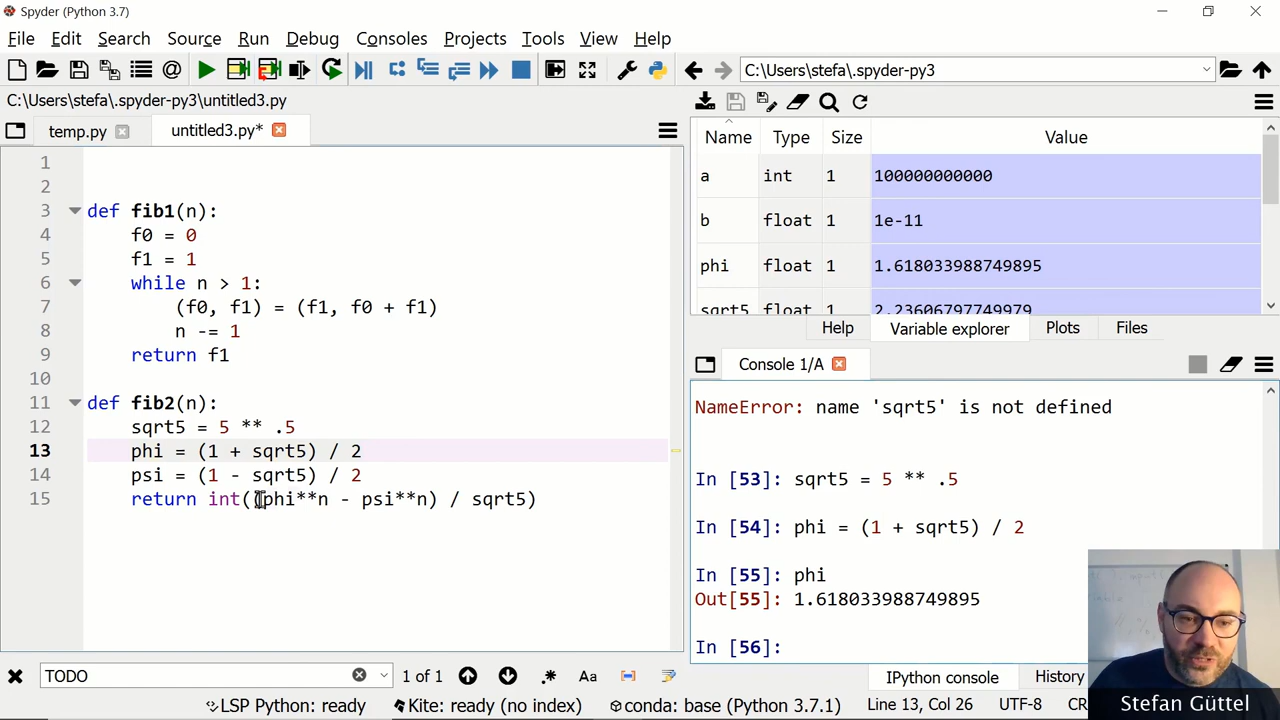 Spyder (Python 3.7)
File Edit Search Source Run Debug Consoles Projects Tools View Help
C:\Users\stefa\.spyder-py3
C:\Users\stefa\.spyder-py3\untitled3.py
temp.py untitled3.py*
1
2
3 def fib1(n):
4 f0 = 0
5 f1 = 1
6 while n > 1:
7 (f0, f1) = (f1, f0 + f1)
8 n -= 1
9 return f1
10
11 def fib2(n):
12 sqrt5 = 5 ** .5
13 phi = (1 + sqrt5) / 2
14 psi = (1 - sqrt5) / 2
15 return int((phi**n - psi**n) / sqrt5)
Name Type Size Value
a int 1 100000000000
b float 1 1e-11
phi float 1 1.618033988749895
sqrt5 float 1 2.23606797749979
Help Variable explorer Plots Files
Console 1/A
NameError: name 'sqrt5' is not defined
In [53]: sqrt5 = 5 ** .5
In [54]: phi = (1 + sqrt5) / 2
In [55]: phi
Out[55]: 1.618033988749895
In [56]:
IPython console History
TODO 1 of 1 Aa
LSP Python: ready Kite: ready (no index) conda: base (Python 3.7.1) Line 13, Col 26 UTF-8 CR
Stefan Güttel